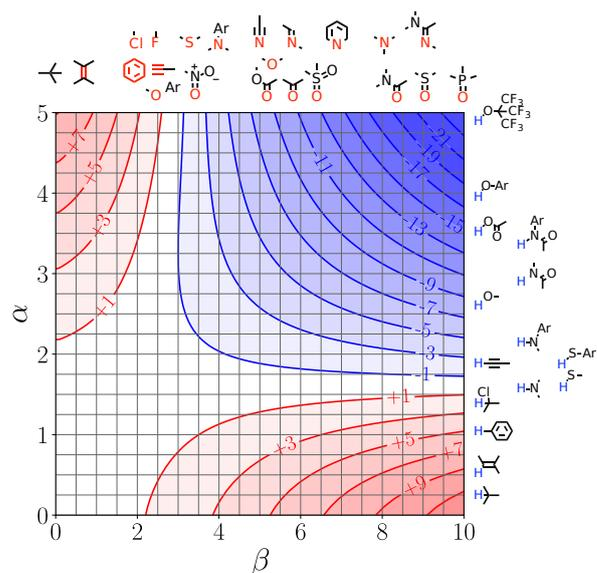 Ar
N
Cl F S N N N N N N
O
Ar N⁺ O₋ O O S O N S P
O O O O O O O O
5
4
3
2
1
0
α
0 2 4 6 8 10
β
+7
+5
+3
+1
-21
-19
-17
-15
-13
-11
-9
-7
-5
-3
-1
+1
+3
+5
+7
+9
CF₃
H O CF₃
CF₃
H O-Ar
H O O
Ar
H N O
H N O
H O
H N Ar
H S-Ar
H S
H
H N
Cl
H
H
H
H